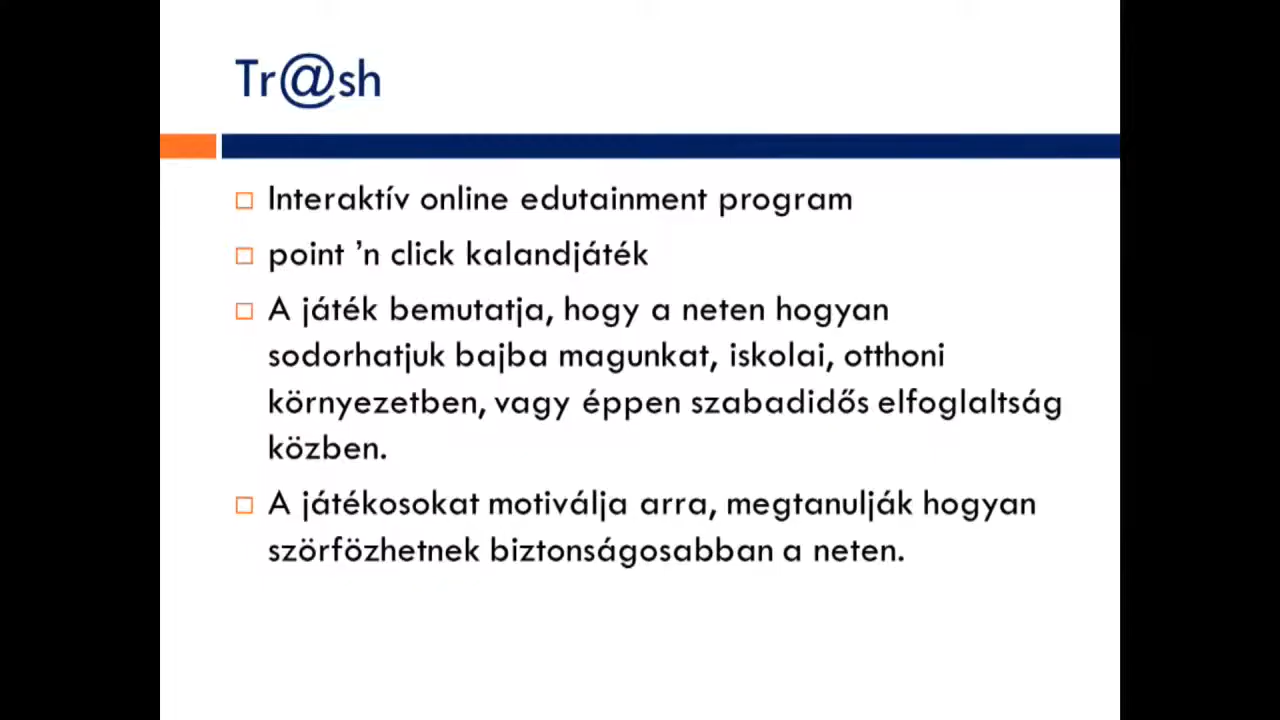 Tr@sh
Interaktív online edutainment program
point ’n click kalandjáték
A játék bemutatja, hogy a neten hogyan
sodorhatjuk bajba magunkat, iskolai, otthoni
környezetben, vagy éppen szabadidős elfoglaltság
közben.
A játékosokat motiválja arra, megtanulják hogyan
szörfözhetnek biztonságosabban a neten.